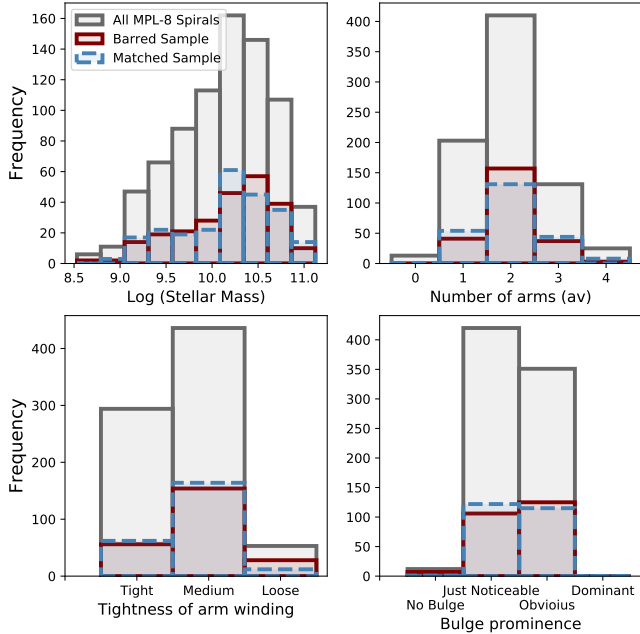 All MPL-8 Spirals
Barred Sample
Matched Sample
Frequency
160
140
120
100
80
60
40
20
0
8.5 9.0 9.5 10.0 10.5 11.0
Log (Stellar Mass)
400
350
300
250
200
150
100
50
0
0 1 2 3 4
Number of arms (av)
Frequency
400
300
200
100
0
Tight Medium Loose
Tightness of arm winding
400
350
300
250
200
150
100
50
0
Just Noticeable Dominant
No Bulge Obvioius
Bulge prominence